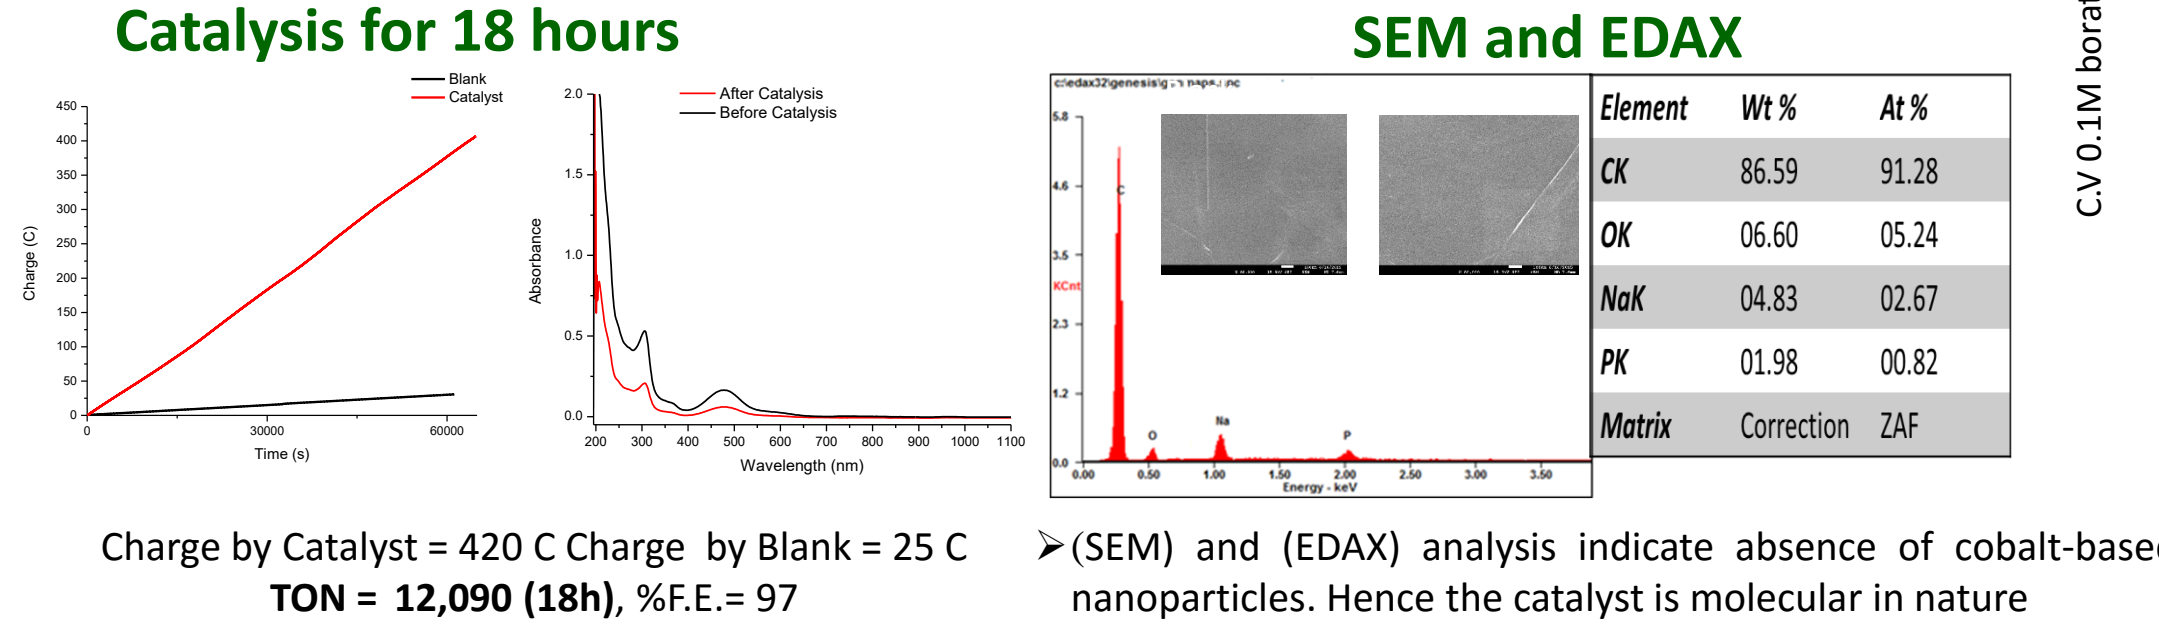 Catalysis for 18 hours
Blank
Catalyst
450
400
350
300
250
200
150
100
50
0
Charge (C)
0 30000 60000
Time (s)
After Catalysis
Before Catalysis
2.0
1.5
1.0
0.5
0.0
Absorbance
200 300 400 500 600 700 800 900 1000 1100
Wavelength (nm)
Charge by Catalyst = 420 C Charge by Blank = 25 C
TON = 12,090 (18h), %F.E.= 97
SEM and EDAX
c:\edax32\genesis\g
5.8
4.6
3.5
KCnt
2.3
1.2
0.0
C
O
Na
P
0.00 0.50 1.00 1.50 2.00 2.50 3.00 3.50
Energy - keV
Element Wt % At %
CK 86.59 91.28
OK 06.60 05.24
NaK 04.83 02.67
PK 01.98 00.82
Matrix Correction ZAF
➢(SEM) and (EDAX) analysis indicate absence of cobalt-based
nanoparticles. Hence the catalyst is molecular in nature
C.V 0.1M borat